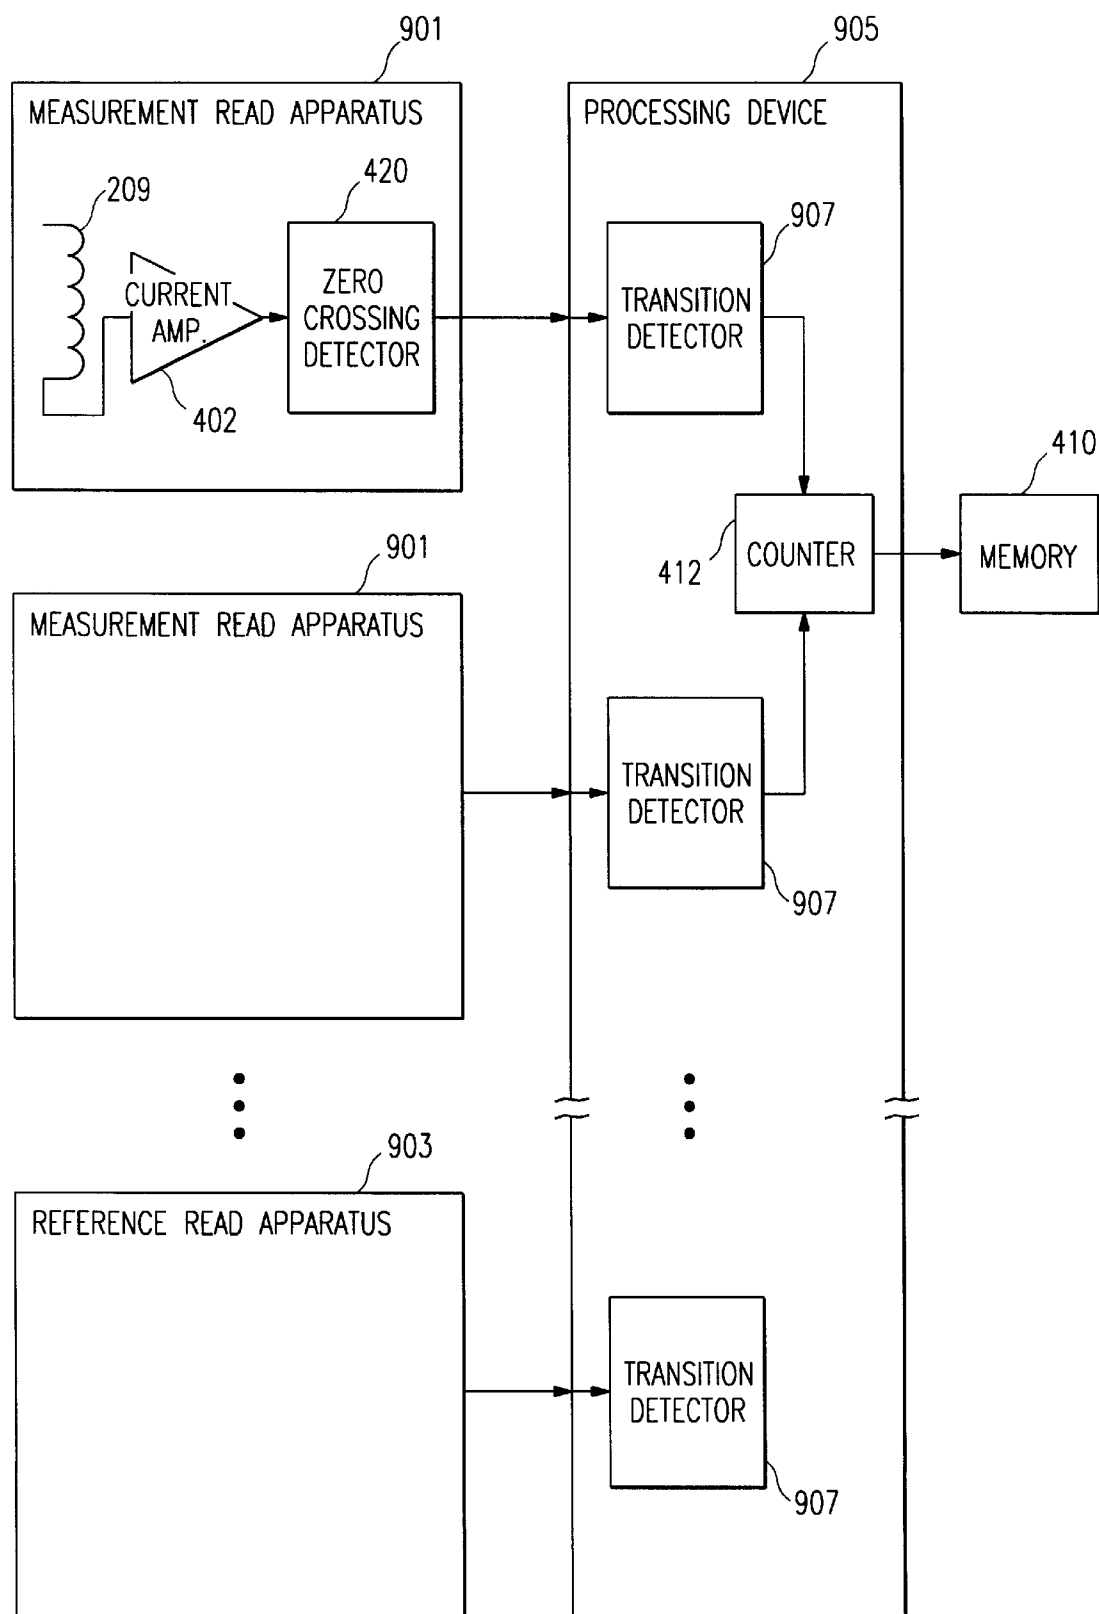 901
905
MEASUREMENT READ APPARATUS
PROCESSING DEVICE
209
420
907
CURRENT
AMP.
ZERO
CROSSING
DETECTOR
TRANSITION
DETECTOR
402
410
412
COUNTER
MEMORY
901
MEASUREMENT READ APPARATUS
TRANSITION
DETECTOR
907
903
REFERENCE READ APPARATUS
TRANSITION
DETECTOR
907